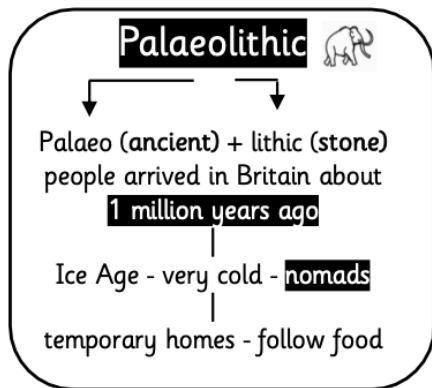 Palaeolithic
Palaeo (ancient) + lithic (stone)
people arrived in Britain about
1 million years ago
Ice Age - very cold - nomads
temporary homes - follow food